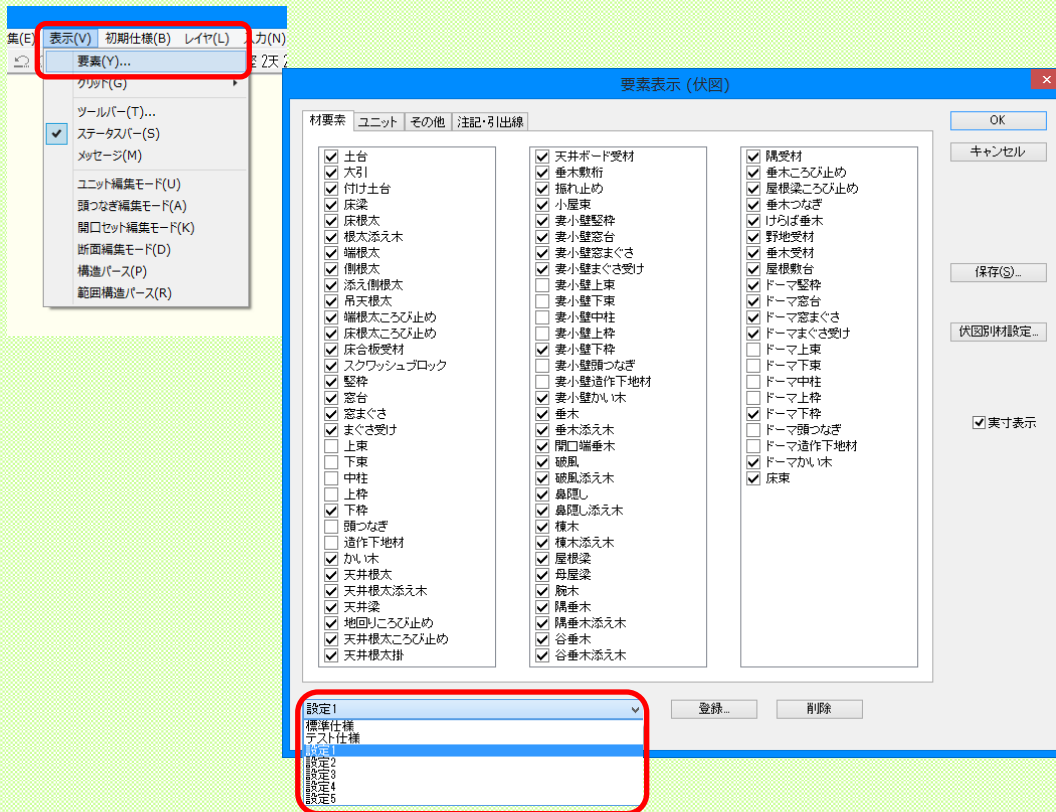 集(E) 表示(V) 初期仕様(B) レイヤ(L) 入力(N)
2天
要素(Y)...
グリッド(G)
ツールバー(T)...
ステータスバー(S)
メッセージ(M)
ユニット編集モード(U)
頭つなぎ編集モード(A)
開口セット編集モード(K)
断面編集モード(D)
構造パース(P)
範囲構造パース(R)
要素表示 (伏図)
材要素 ユニット その他 注記・引出線
土台
大引
付け土台
床梁
床根太
根太添え木
端根太
側根太
添え側根太
吊天根太
端根太ころび止め
床根太ころび止め
床合板受材
スクワッシュブロック
竪枠
窓台
窓まぐさ
まぐさ受け
上束
下束
中柱
上枠
下枠
頭つなぎ
造作下地材
かい木
天井根太
天井根太添え木
天井梁
地回りころび止め
天井根太ころび止め
天井根太掛
天井ボード受材
垂木敷桁
振れ止め
小屋束
妻小壁竪枠
妻小壁窓台
妻小壁窓まぐさ
妻小壁まぐさ受け
妻小壁上束
妻小壁下束
妻小壁中柱
妻小壁上枠
妻小壁下枠
妻小壁頭つなぎ
妻小壁造作下地材
妻小壁かい木
垂木
垂木添え木
開口端垂木
破風
破風添え木
鼻隠し
鼻隠し添え木
棟木
棟木添え木
屋根梁
母屋梁
腕木
隅垂木
隅垂木添え木
谷垂木
谷垂木添え木
隅受材
垂木ころび止め
屋根梁ころび止め
垂木つなぎ
けらば垂木
野地受材
垂木受材
屋根敷台
ドーマ竪枠
ドーマ窓台
ドーマ窓まぐさ
ドーマまぐさ受け
ドーマ上束
ドーマ下束
ドーマ中柱
ドーマ上枠
ドーマ下枠
ドーマ頭つなぎ
ドーマ造作下地材
ドーマかい木
床束
OK
キャンセル
保存(S)...
伏図別材設定...
実寸表示
設定1
登録...
削除
標準仕様
テスト仕様
設定1
設定2
設定3
設定4
設定5